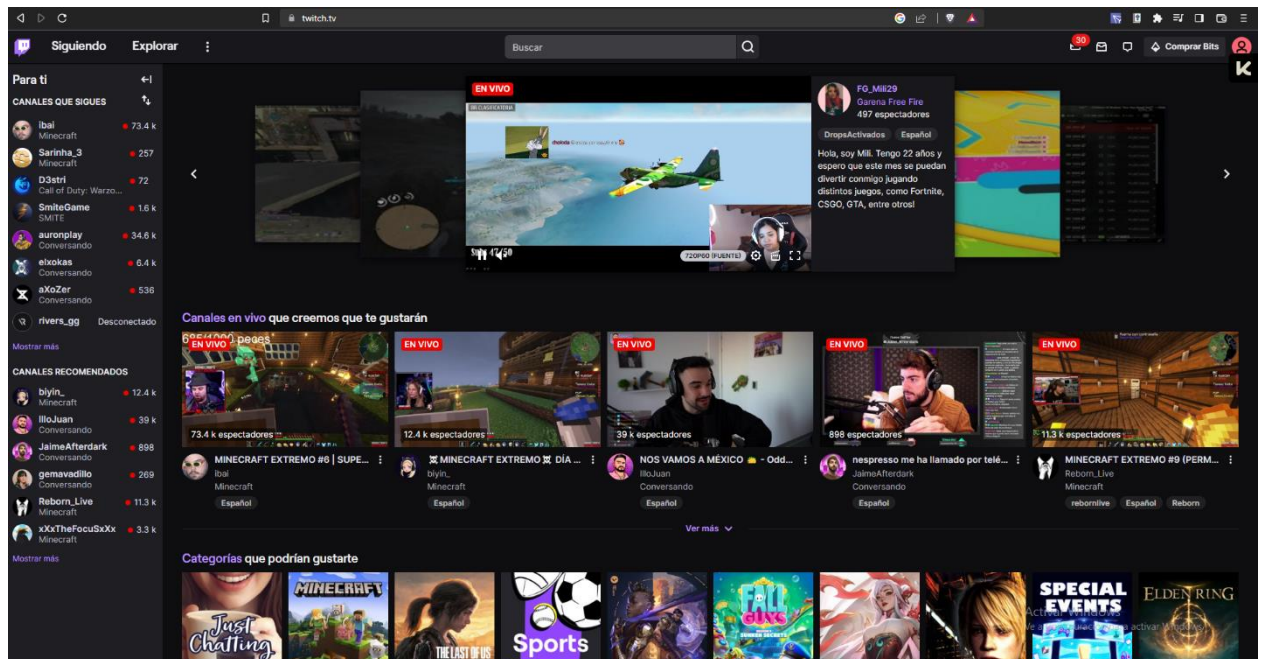 twitch.tv
Siguiendo
Explorar
Buscar
30
Comprar Bits
K
Para ti
CANALES QUE SIGUES
ibai
73.4 k
Minecraft
Sarinha_3
257
Minecraft
D3stri
72
Call of Duty: Warzo...
SmiteGame
1.6 k
SMITE
auronplay
34.6 k
Conversando
elxokas
6.4 k
Conversando
aXoZer
536
Conversando
rivers_gg
Desconectado
Mostrar más
CANALES RECOMENDADOS
biyin_
12.4 k
Minecraft
IlloJuan
39 k
Conversando
JaimeAfterdark
898
Conversando
gemavadillo
269
Conversando
Reborn_Live
11.3 k
Minecraft
xXxTheFocuSxXx
3.3 k
Minecraft
Mostrar más
EN VIVO
Subs 47/50
720P60 (FUENTE)
FG_Mili29
Garena Free Fire
497 espectadores
DropsActivados
Español
Hola, soy Mili. Tengo 22 años y
espero que este mes se puedan
divertir conmigo jugando
distintos juegos, como Fortnite,
CSGO, GTA, entre otros!
Canales en vivo que creemos que te gustarán
EN VIVO
peces
73.4 k espectadores
MINECRAFT EXTREMO #6 | SUPE...
ibai
Minecraft
Español
EN VIVO
12.4 k espectadores
MINECRAFT EXTREMO DÍA ...
biyin_
Minecraft
Español
EN VIVO
39 k espectadores
NOS VAMOS A MÉXICO - Odd...
IlloJuan
Conversando
Español
EN VIVO
898 espectadores
nespresso me ha llamado por telé...
JaimeAfterdark
Conversando
Español
EN VIVO
11.3 k espectadores
MINECRAFT EXTREMO #9 (PERM...
Reborn_Live
Minecraft
rebornlive
Español
Reborn
Ver más
Categorías que podrían gustarte
Just
Chatting
MINECRAFT
THE LAST OF US
Sports
FALL
GUYS
SPECIAL
EVENTS
ELDEN RING
Activar Windows